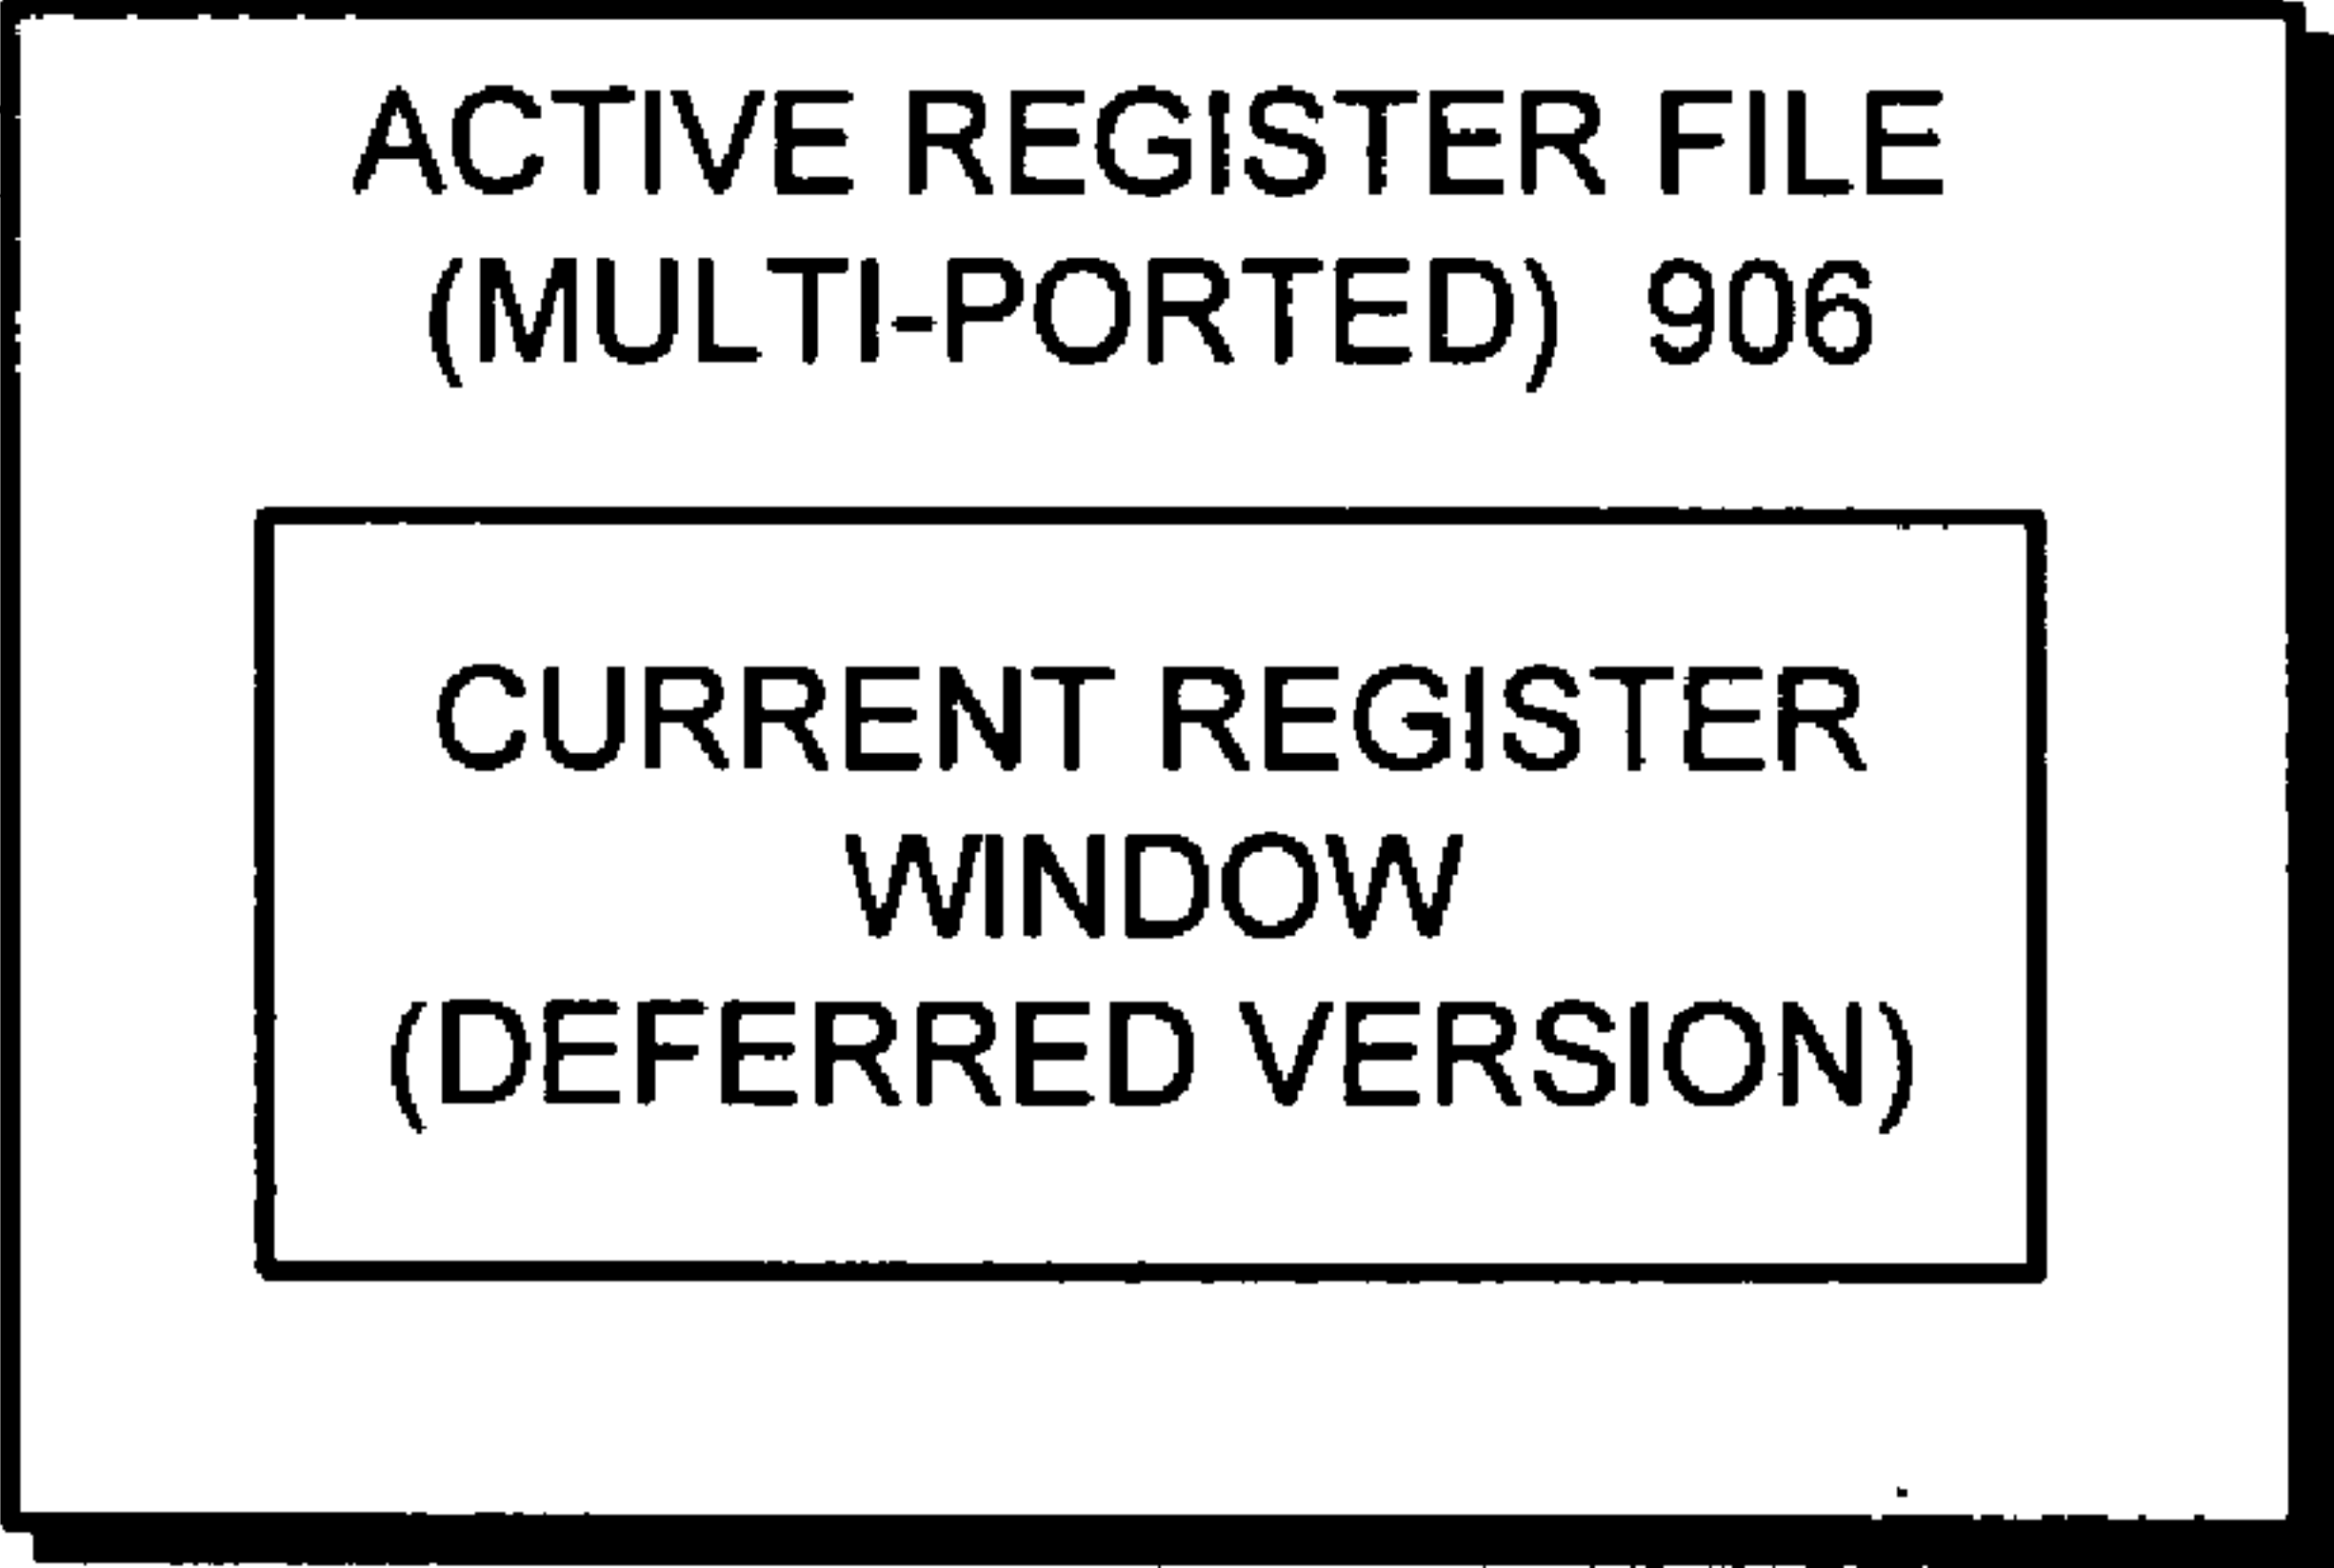 ACTIVE REGISTER FILE
(MULTI-PORTED) 906
CURRENT REGISTER
WINDOW
(DEFERRED VERSION)